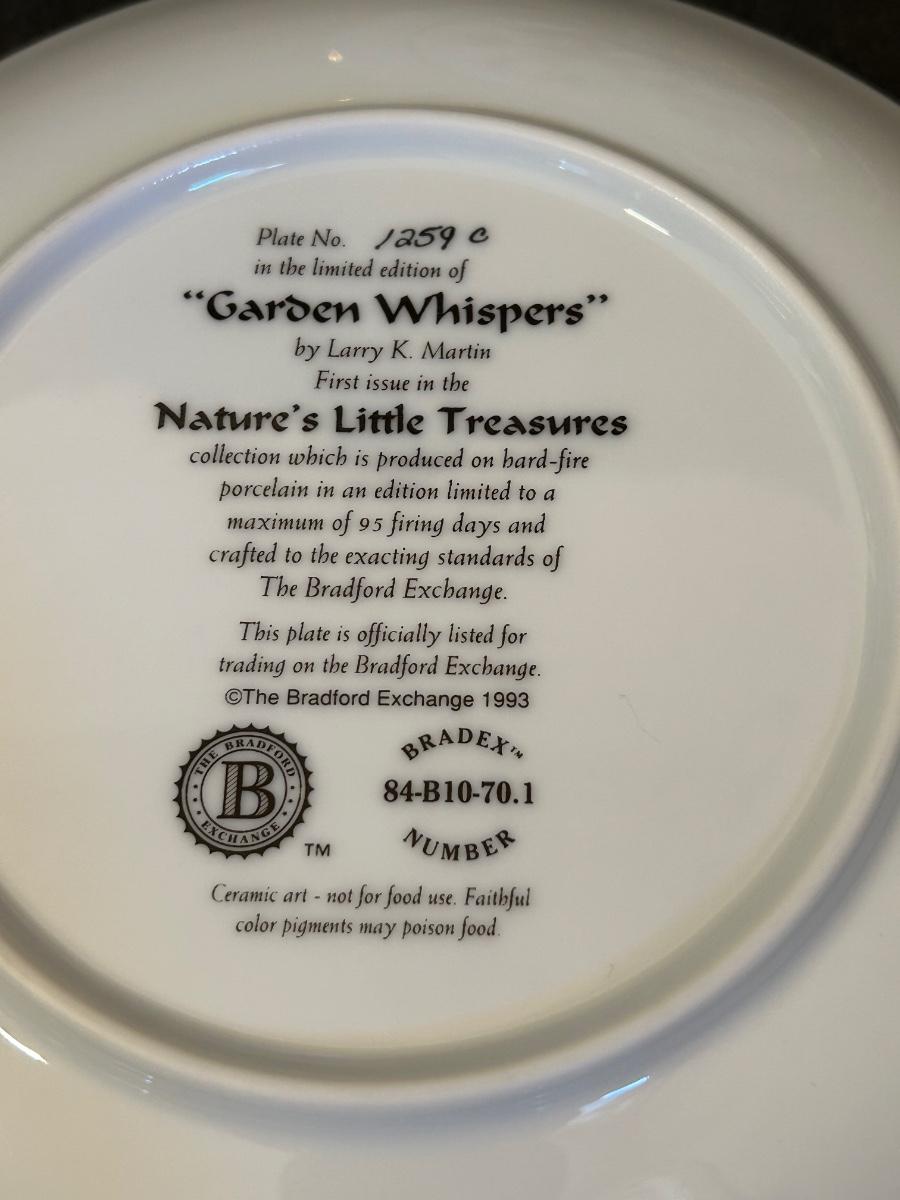 Plate No. 1259 C
in the limited edition of
“Garden Whispers”
by Larry K. Martin
First issue in the
Nature's Little Treasures
collection which is produced on hard-fire
porcelain in an edition limited to a
maximum of 95 firing days and
crafted to the exacting standards of
The Bradford Exchange.
This plate is officially listed for
trading on the Bradford Exchange.
©The Bradford Exchange 1993
THE BRADFORD
B
EXCHANGE
TM
BRADEX™
84-B10-70.1
NUMBER
Ceramic art - not for food use. Faithful
color pigments may poison food.